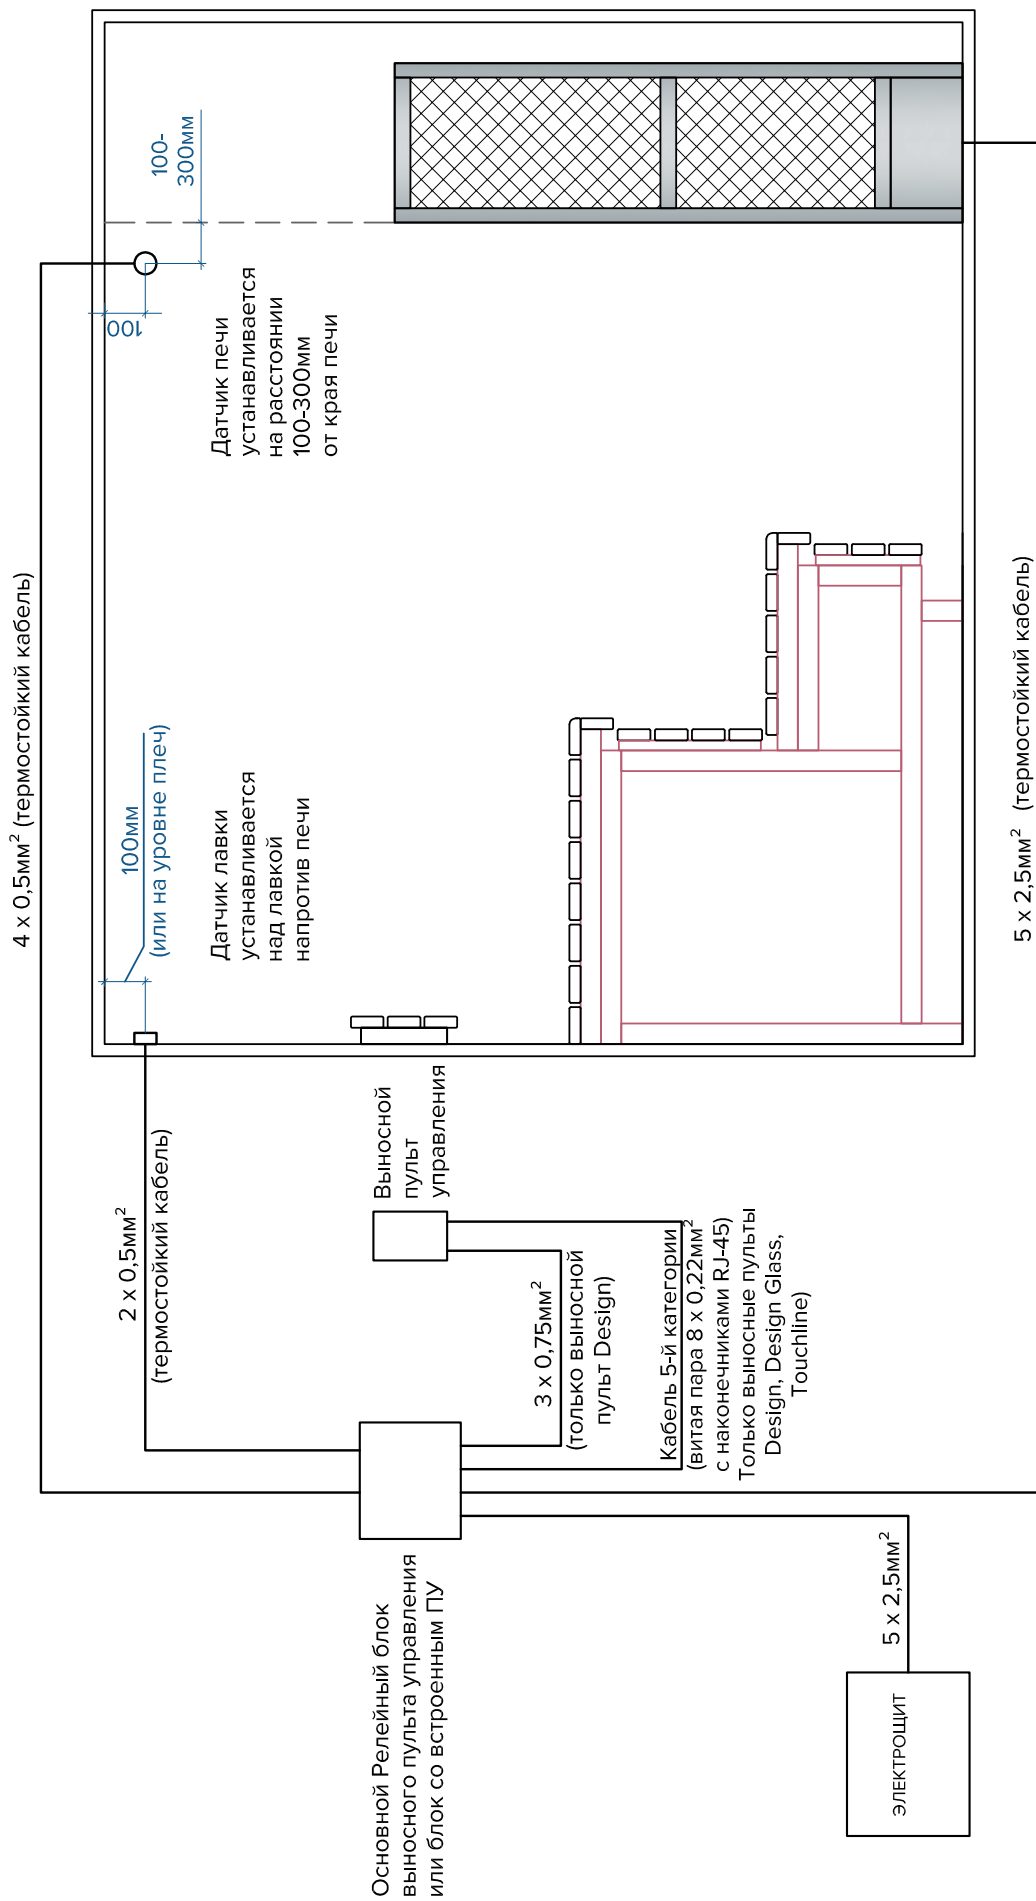 4 x 0,5мм² (термостойкий кабель)
2 x 0,5мм²
(термостойкий кабель)
100мм
(или на уровне плеч)
100
100-
300мм
Датчик лавки
устанавливается
над лавкой
напротив печи
Датчик печи
устанавливается
на расстоянии
100-300мм
от края печи
Основной Релейный блок
выносного пульта управления
или блок со встроенным ПУ
Выносной
пульт
управления
3 x 0,75мм²
(только выносной
пульт Design)
Кабель 5-й категории
(витая пара 8 x 0,22мм²
с наконечниками RJ-45)
Только выносные пульты
Design, Design Glass,
Touchline)
5 x 2,5мм²
ЭЛЕКТРОЩИТ
5 x 2,5мм² (термостойкий кабель)